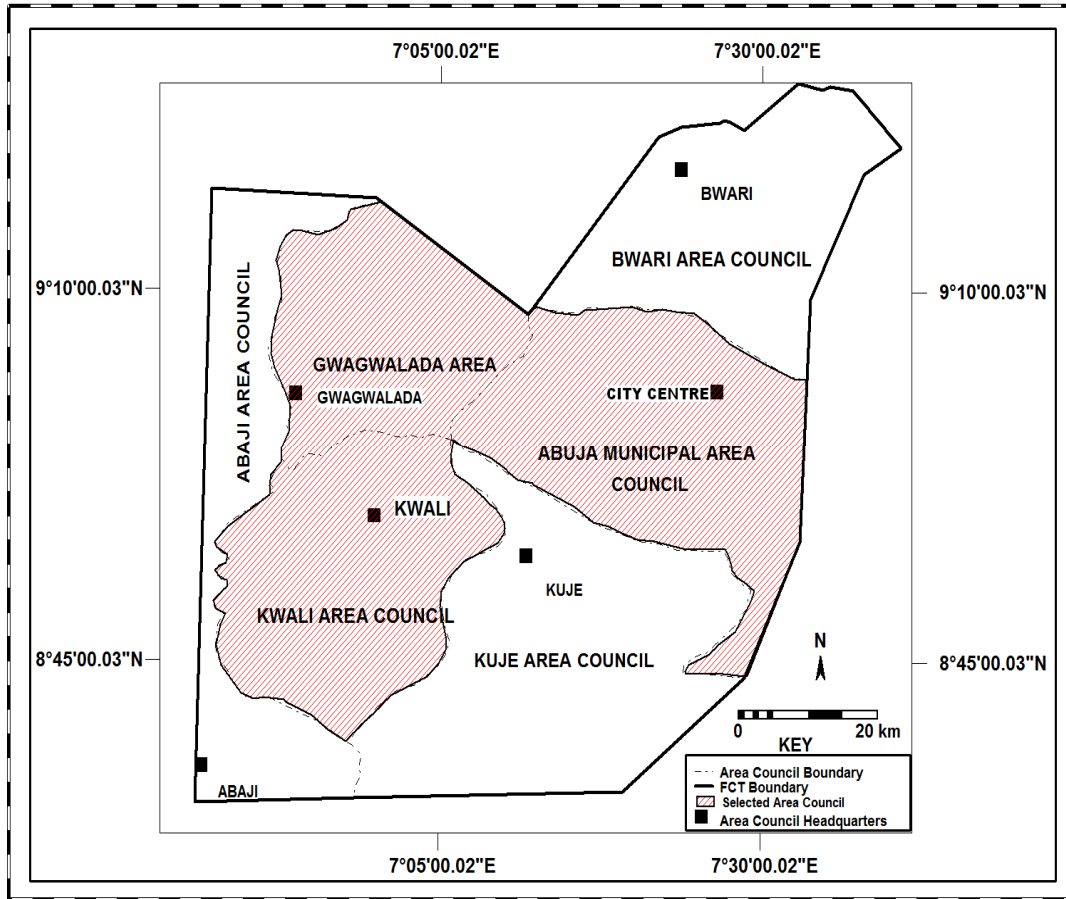 7°05'00.02"E
7°30'00.02"E
BWARI
BWARI AREA COUNCIL
9°10'00.03"N
9°10'00.03"N
ABAJI AREA COUNCIL
GWAGWALADA AREA
GWAGWALADA
CITY CENTRE
ABUJA MUNICIPAL AREA
COUNCIL
KWALI
KUJE
KWALI AREA COUNCIL
KUJE AREA COUNCIL
N
8°45'00.03"N
8°45'00.03"N
0
20 km
KEY
Area Council Boundary
FCT Boundary
Selected Area Council
Area Council Headquarters
ABAJI
7°05'00.02"E
7°30'00.02"E